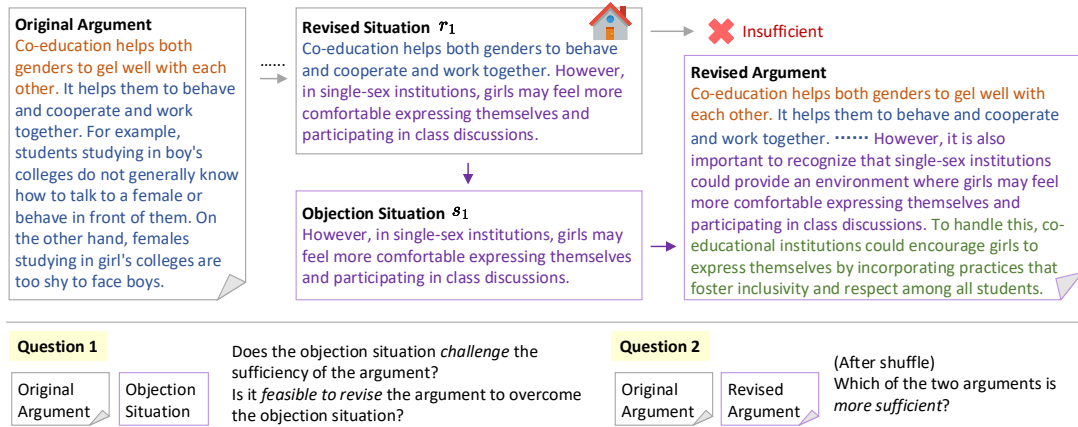 Original Argument
Co-education helps both
genders to gel well with each
other. It helps them to behave
and cooperate and work
together. For example,
students studying in boy's
colleges do not generally know
how to talk to a female or
behave in front of them. On
the other hand, females
studying in girl's colleges are
too shy to face boys.
......
Revised Situation r₁
Co-education helps both genders to behave
and cooperate and work together. However,
in single-sex institutions, girls may feel more
comfortable expressing themselves and
participating in class discussions.
Objection Situation s₁
However, in single-sex institutions, girls may
feel more comfortable expressing themselves
and participating in class discussions.
Insufficient
Revised Argument
Co-education helps both genders to gel well with
each other. It helps them to behave and cooperate
and work together. ...... However, it is also
important to recognize that single-sex institutions
could provide an environment where girls may feel
more comfortable expressing themselves and
participating in class discussions. To handle this, co-
educational institutions could encourage girls to
express themselves by incorporating practices that
foster inclusivity and respect among all students.
Question 1
Original
Argument
Objection
Situation
Does the objection situation challenge the
sufficiency of the argument?
Is it feasible to revise the argument to overcome
the objection situation?
Question 2
Original
Argument
Revised
Argument
(After shuffle)
Which of the two arguments is
more sufficient?